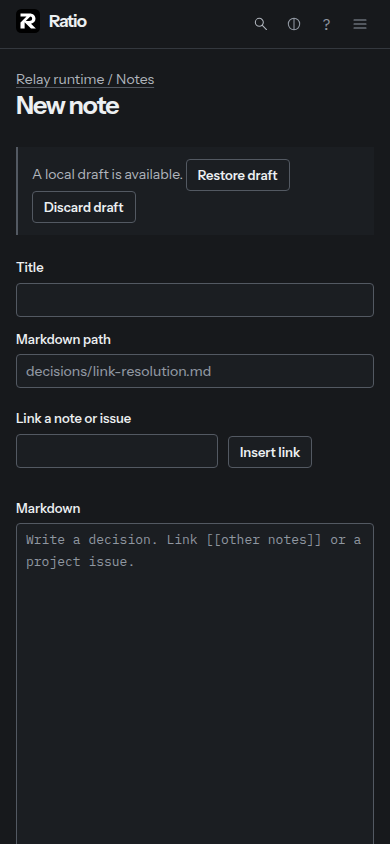 Ratio
?
Relay runtime / Notes
New note
A local draft is available. Restore draft
Discard draft
Title
Markdown path
decisions/link-resolution.md
Link a note or issue
Insert link
Markdown
Write a decision. Link [[other notes]] or a
project issue.